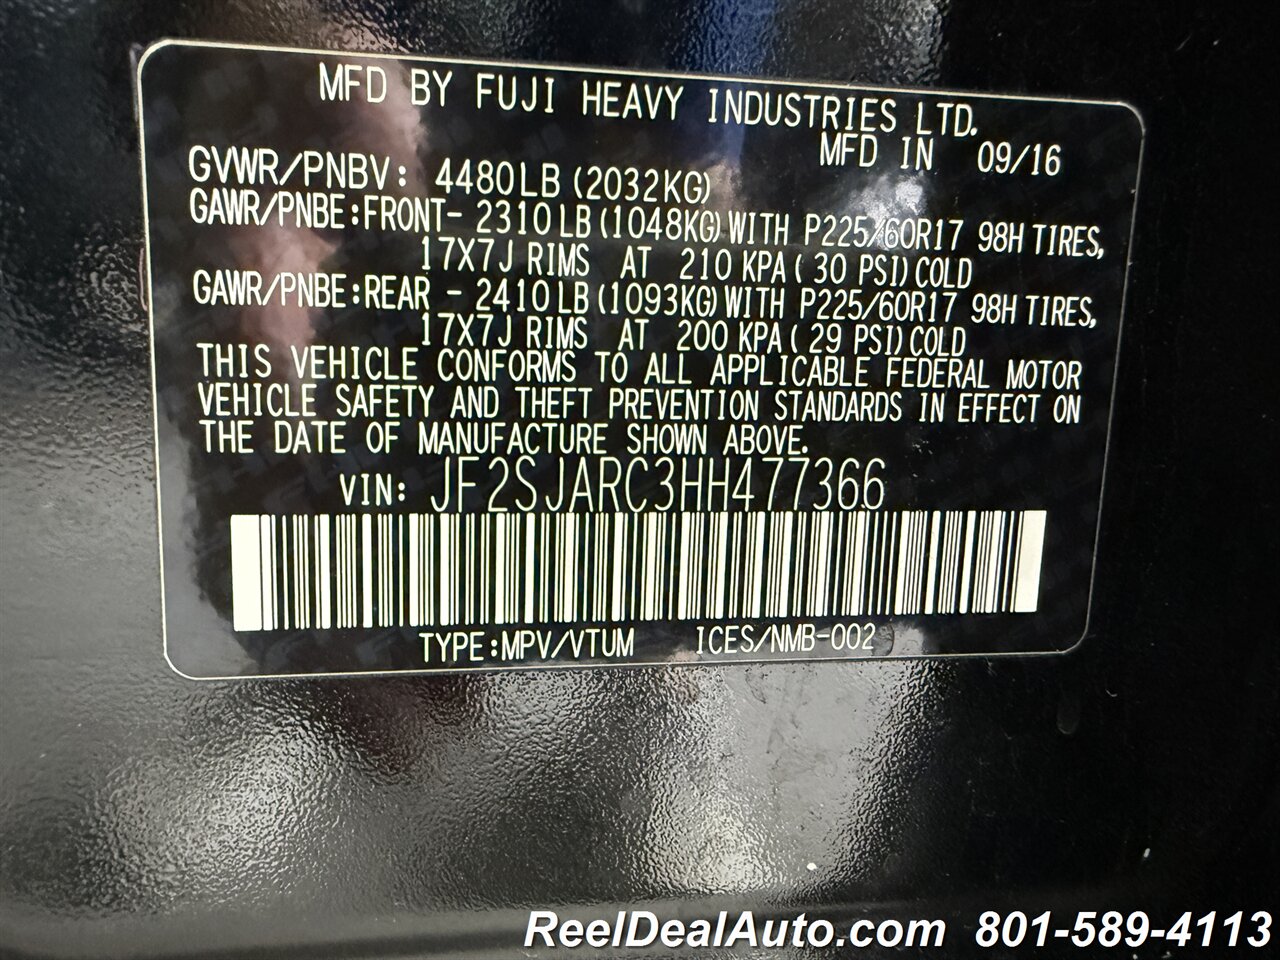 MFD BY FUJI HEAVY INDUSTRIES LTD.
MFD IN 09/16
GVWR/PNBV: 4480LB (2032KG)
GAWR/PNBE:FRONT- 2310LB (1048KG) WITH P225/60R17 98H TIRES,
17X7J RIMS AT 210 KPA( 30 PSI) COLD
GAWR/PNBE:REAR - 2410LB (1093KG) WITH P225/60R17 98H TIRES,
17X7J RIMS AT 200 KPA( 29 PSI) COLD
THIS VEHICLE CONFORMS TO ALL APPLICABLE FEDERAL MOTOR
VEHICLE SAFETY AND THEFT PREVENTION STANDARDS IN EFFECT ON
THE DATE OF MANUFACTURE SHOWN ABOVE.
VIN: JF2SJARC3HH477366
TYPE:MPV/VTUM ICES/NMB-002
ReelDealAuto.com 801-589-4113